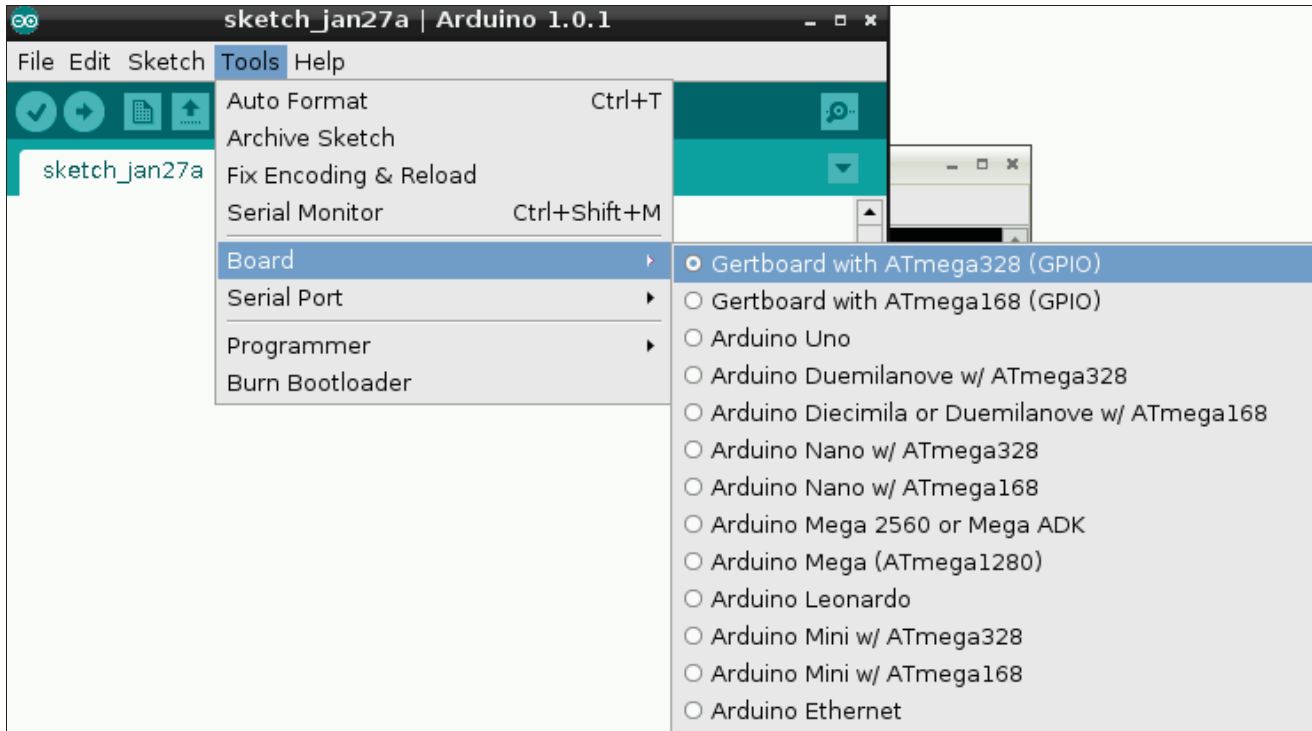 sketch_jan27a | Arduino 1.0.1
File Edit Sketch Tools Help
Auto Format Ctrl+T
Archive Sketch
sketch_jan27a
Fix Encoding & Reload
Serial Monitor Ctrl+Shift+M
Board
Serial Port
Programmer
Burn Bootloader
Gertboard with ATmega328 (GPIO)
Gertboard with ATmega168 (GPIO)
Arduino Uno
Arduino Duemilanove w/ ATmega328
Arduino Diecimila or Duemilanove w/ ATmega168
Arduino Nano w/ ATmega328
Arduino Nano w/ ATmega168
Arduino Mega 2560 or Mega ADK
Arduino Mega (ATmega1280)
Arduino Leonardo
Arduino Mini w/ ATmega328
Arduino Mini w/ ATmega168
Arduino Ethernet